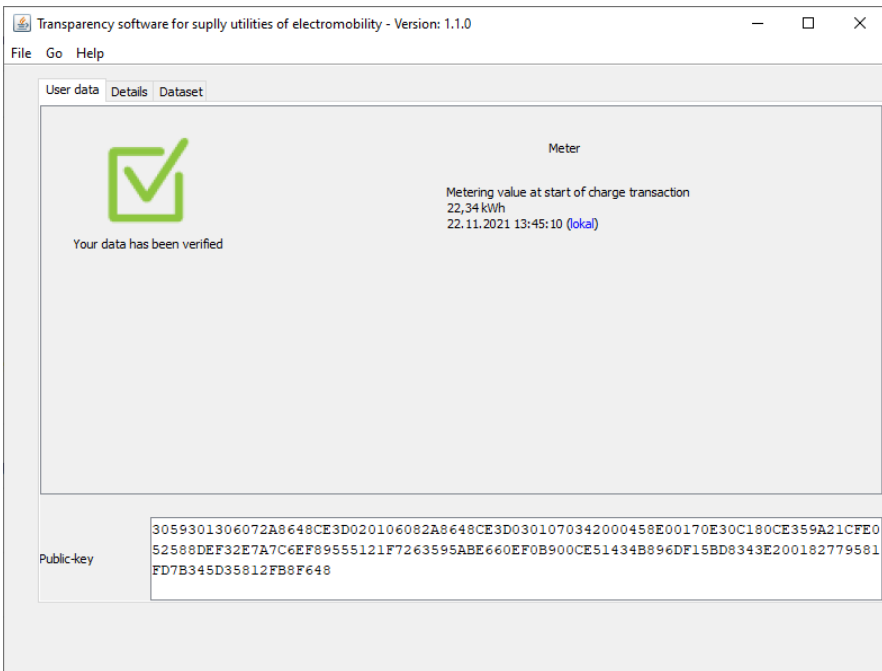 Transparency software for suplly utilities of electromobility - Version: 1.1.0
File Go Help
User data Details Dataset
Meter
Metering value at start of charge transaction
22,34 kWh
22.11.2021 13:45:10 (lokal)
Your data has been verified
3059301306072A8648CE3D020106082A8648CE3D0301070342000458E00170E30C180CE359A21CFE0
52588DEF32E7A7C6EF89555121F7263595ABE660EF0B900CE51434B896DF15BD8343E200182779581
Public-key
FD7B345D35812FB8F648